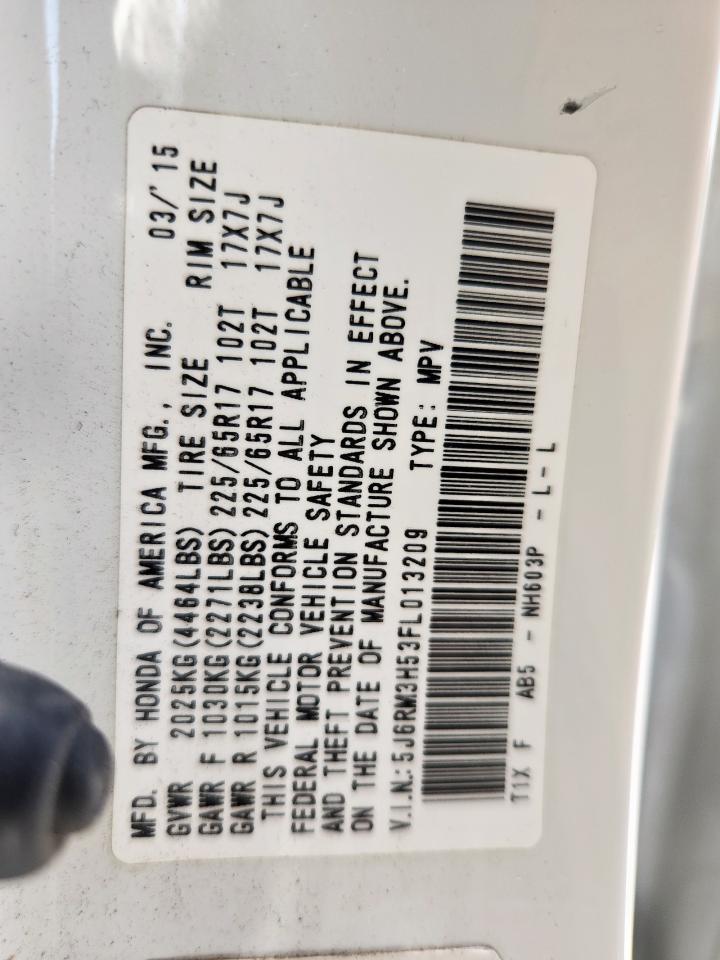 MFD. BY HONDA OF AMERICA MFG., INC. 03/'15
GVWR 2025KG(4464LBS) TIRE SIZE RIM SIZE
GAWR F 1030KG(2271LBS) 225/65R17 102T 17X7J
GAWR R 1015KG(2238LBS) 225/65R17 102T 17X7J
THIS VEHICLE CONFORMS TO ALL APPLICABLE
FEDERAL MOTOR VEHICLE SAFETY
AND THEFT PREVENTION STANDARDS IN EFFECT
ON THE DATE OF MANUFACTURE SHOWN ABOVE.
V.I.N.: 5J6RM3H53FL013209 TYPE: MPV
T1X F AB5 - NH603P - L - L